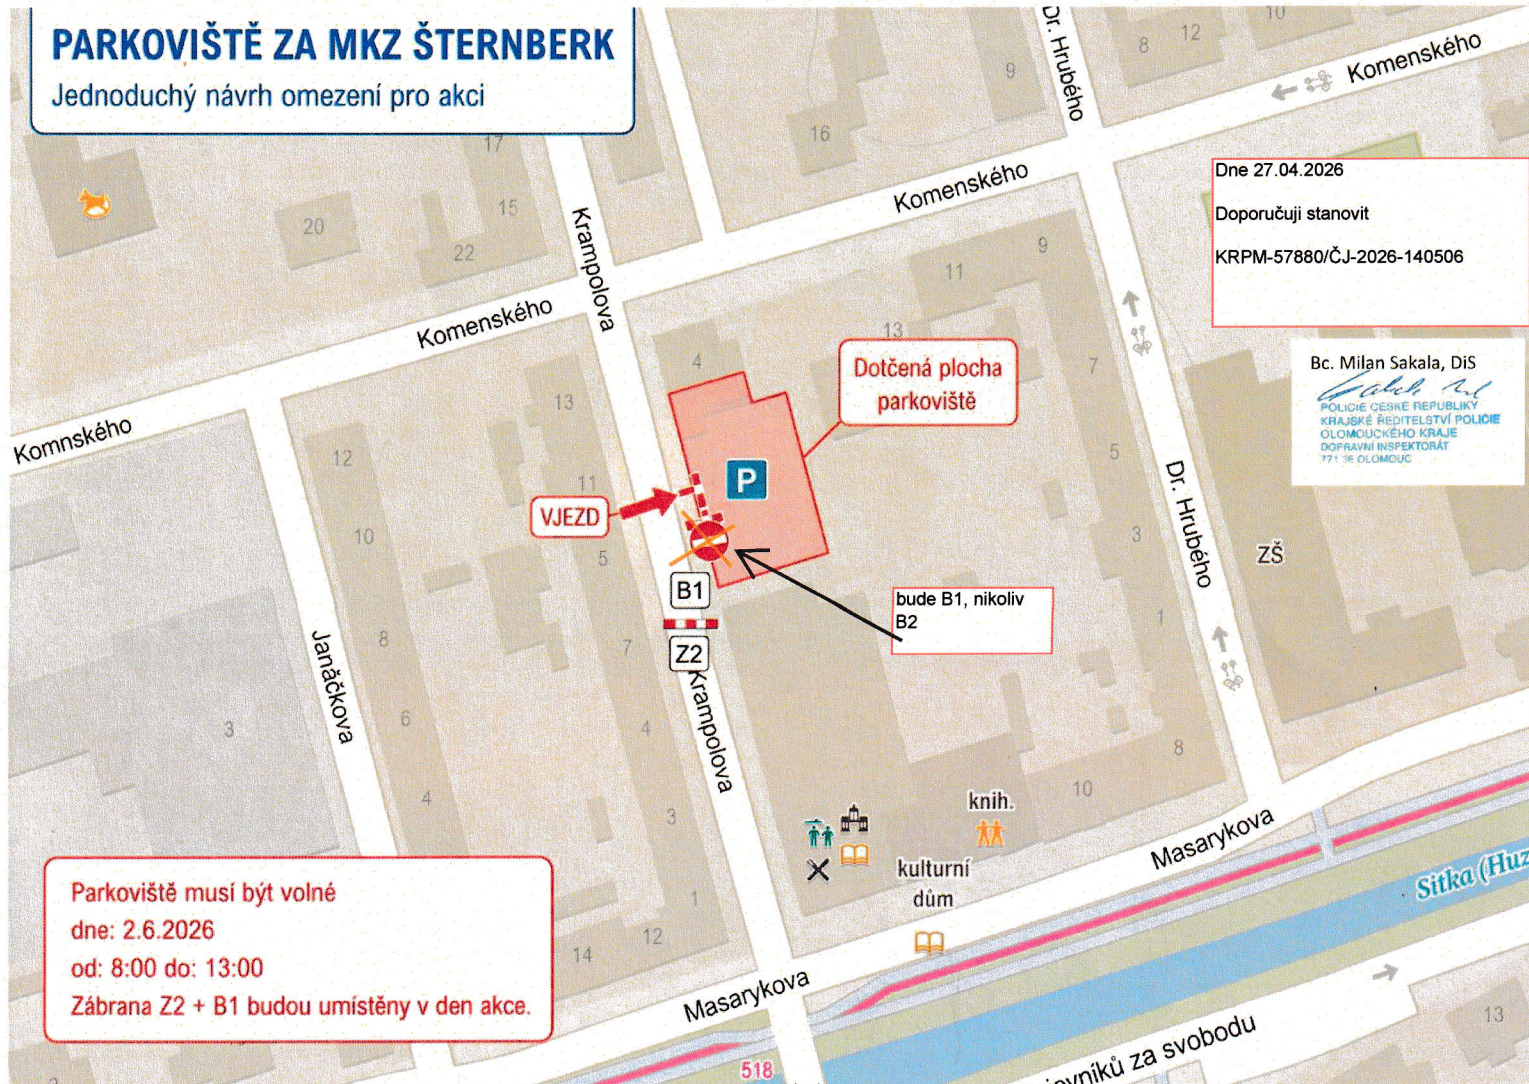 PARKOVIŠTĚ ZA MKZ ŠTERNBERK
Jednoduchý návrh omezení pro akci
Dr. Hrubého
8
12
10
9
16
Komenského
17
15
20
22
Krampolova
Komenského
Dne 27.04.2026
Doporučuji stanovit
KRPM-57880/ČJ-2026-140506
9
11
13
Komenského
4
Dotčená plocha
parkoviště
7
Bc. Milan Sakala, DiS
POLICIE ČESKÉ REPUBLIKY
KRAJSKÉ ŘEDITELSTVÍ POLICIE
OLOMOUCKÉHO KRAJE
DOPRAVNÍ INSPEKTORÁT
OLOMOUC
13
Komnského
12
11
P
5
Dr. Hrubého
VJEZD
10
5
3
ZŠ
B1
bude B1, nikoliv
B2
1
Janáčkova
8
7
Z2
Krampolova
6
3
4
8
4
3
10
knih.
Masarykova
kulturní
dům
Sitka (Huz
Parkoviště musí být volné
dne: 2.6.2026
od: 8:00 do: 13:00
Zábrana Z2 + B1 budou umístěny v den akce.
1
12
14
Masarykova
13
518
ovníků za svobodu